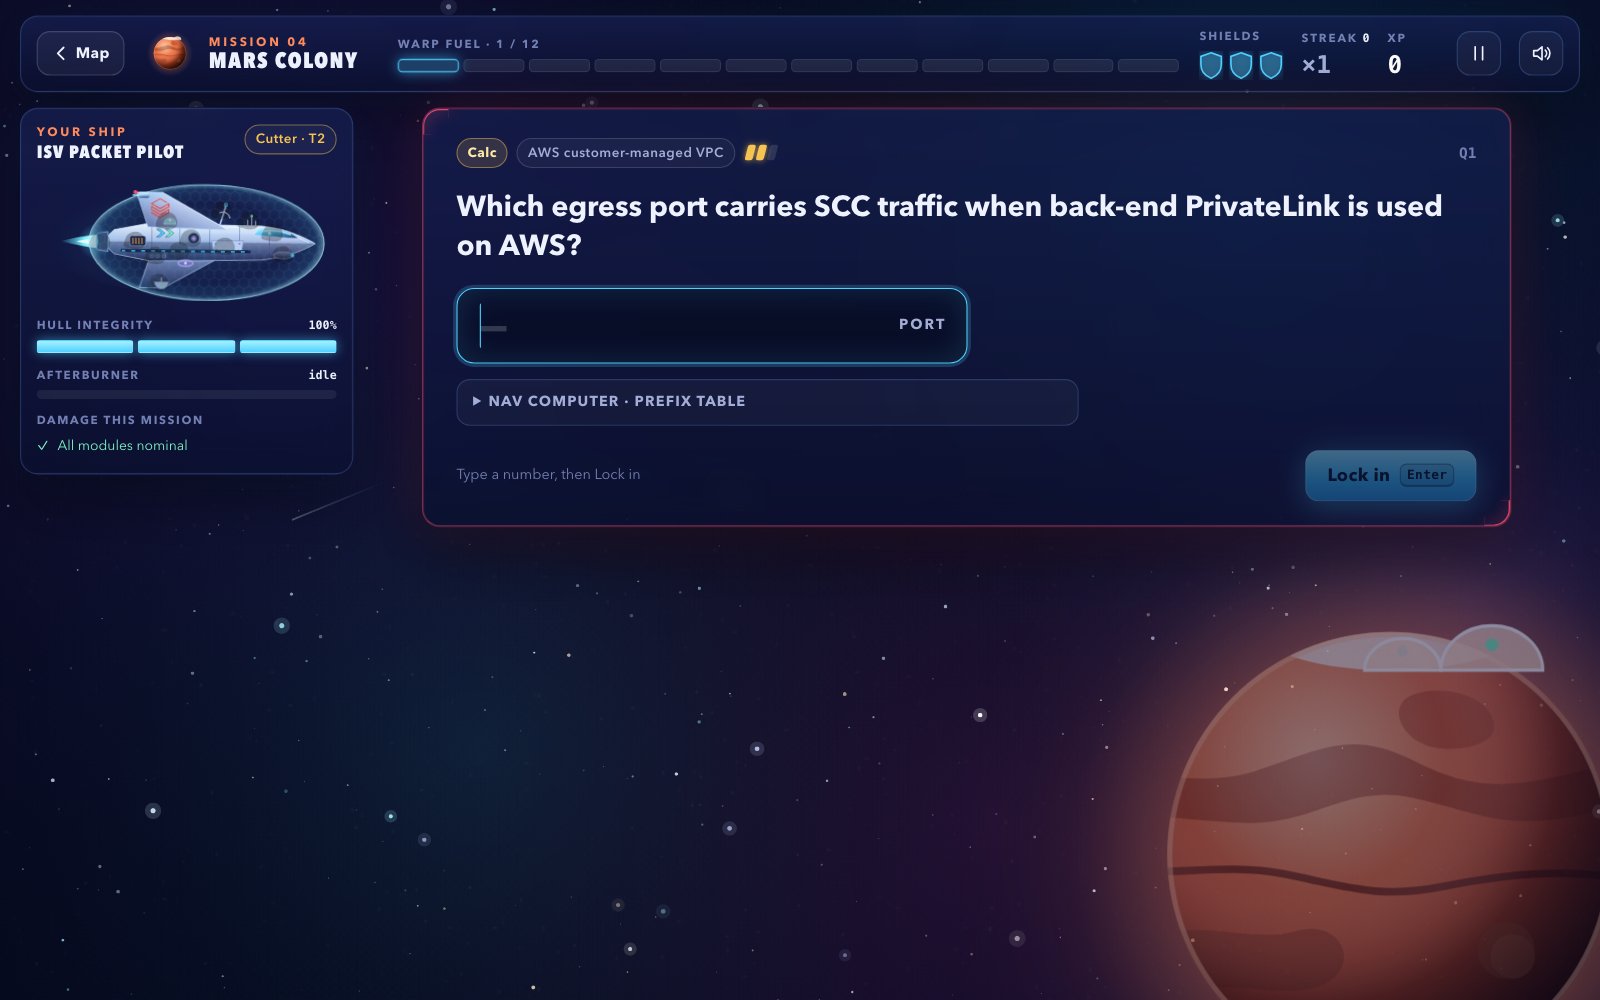 Map
MISSION 04
MARS COLONY
WARP FUEL · 1 / 12
SHIELDS
STREAK 0
×1
XP
0
YOUR SHIP
ISV PACKET PILOT
Cutter · T2
HULL INTEGRITY
100%
AFTERBURNER
idle
DAMAGE THIS MISSION
All modules nominal
Calc
AWS customer-managed VPC
Q1
Which egress port carries SCC traffic when back-end PrivateLink is used
on AWS?
PORT
NAV COMPUTER · PREFIX TABLE
Type a number, then Lock in
Lock in Enter